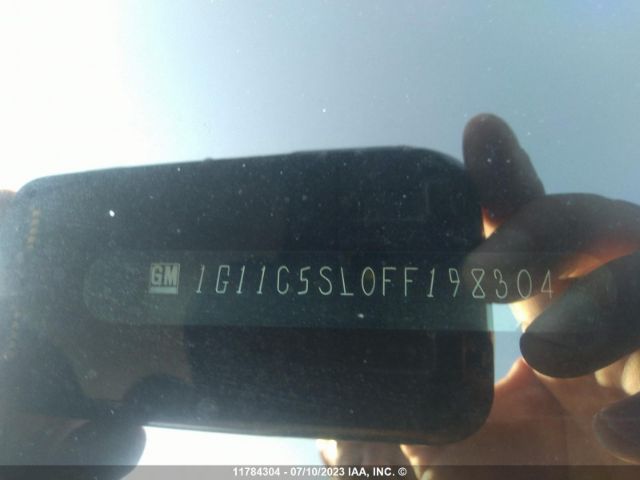 GM 1G11C5SL0FF198304
11784304 - 07/10/2023 IAA, INC. ©